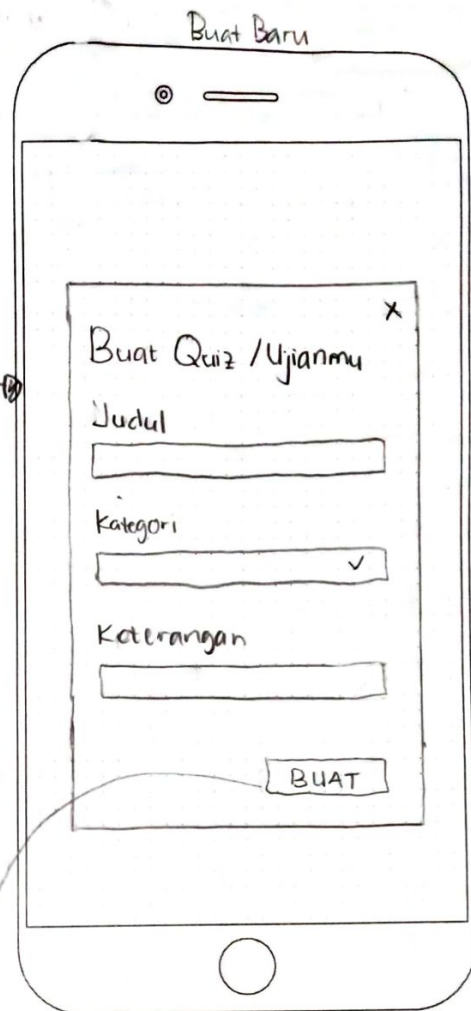 Buat Baru
X
Buat Quiz / Ujianmu
Judul
Kategori
Keterangan
BUAT